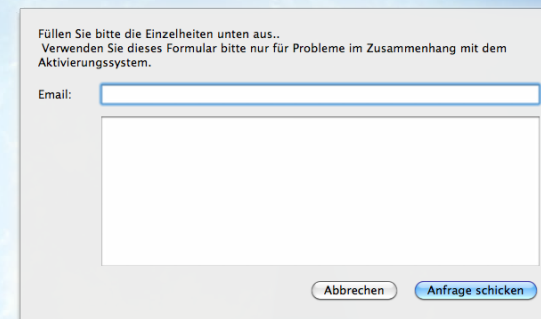 Füllen Sie bitte die Einzelheiten unten aus..
Verwenden Sie dieses Formular bitte nur für Probleme im Zusammenhang mit dem
Aktivierungssystem.
Email:
Abbrechen
Anfrage schicken